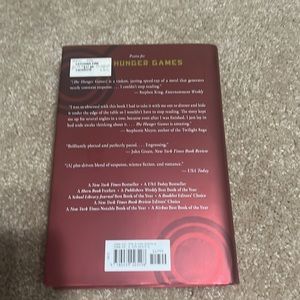 Praise for
HUNGER GAMES
"The Hunger Games is a violent, jarring speed-rap of a novel that generates
nearly constant suspense. . . . I couldn't stop reading."
— Stephen King, Entertainment Weekly
"I was so obsessed with this book I had to take it with me out to dinner and hide
it under the edge of the table so I wouldn't have to stop reading. The story kept
me up for several nights in a row, because even after I was finished, I just lay in
bed wide awake thinking about it. . . . The Hunger Games is amazing."
— Stephenie Meyer, author of the Twilight Saga
"Brilliantly plotted and perfectly paced. . . . Engrossing."
— John Green, New York Times Book Review
"[A] plot-driven blend of suspense, science fiction, and romance."
— USA Today
A New York Times Bestseller • A USA Today Bestseller
A Horn Book Fanfare • A Publishers Weekly Best Book of the Year
A School Library Journal Best Book of the Year • A Booklist Editors' Choice
A New York Times Book Review Editors' Choice
A New York Times Notable Book of the Year • A Kirkus Best Book of the Year